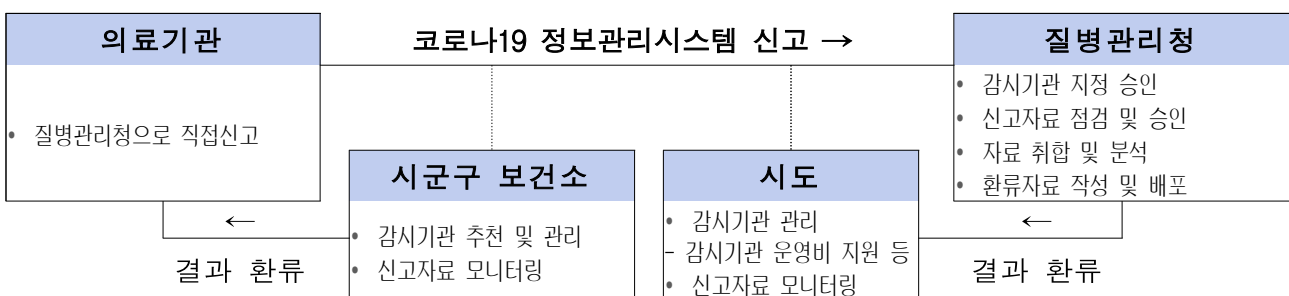 의료기관
• 질병관리청으로 직접신고
코로나19 정보관리시스템 신고 →
질병관리청
• 감시기관 지정 승인
• 신고자료 점검 및 승인
• 자료 취합 및 분석
• 환류자료 작성 및 배포
시군구 보건소
• 감시기관 추천 및 관리
• 신고자료 모니터링
시도
• 감시기관 관리
- 감시기관 운영비 지원 등
• 신고자료 모니터링
←
결과 환류
←
결과 환류